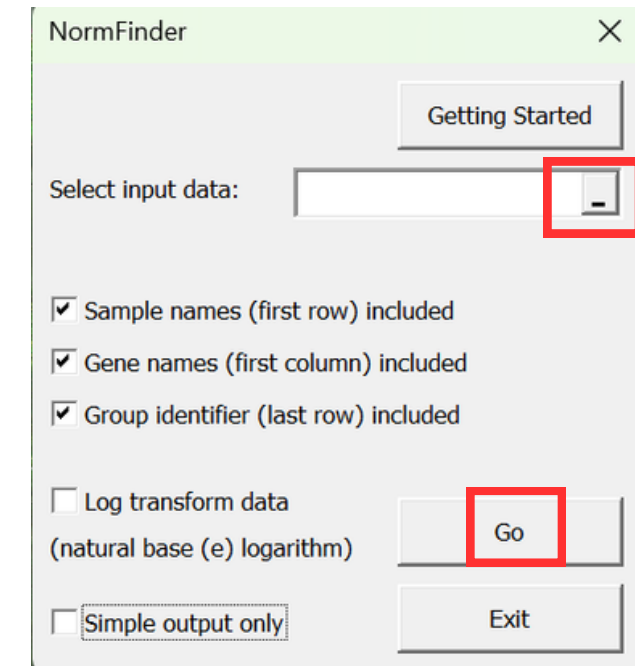 NormFinder
Getting Started
Select input data:
Sample names (first row) included
Gene names (first column) included
Group identifier (last row) included
Log transform data
(natural base (e) logarithm)
Go
Simple output only
Exit